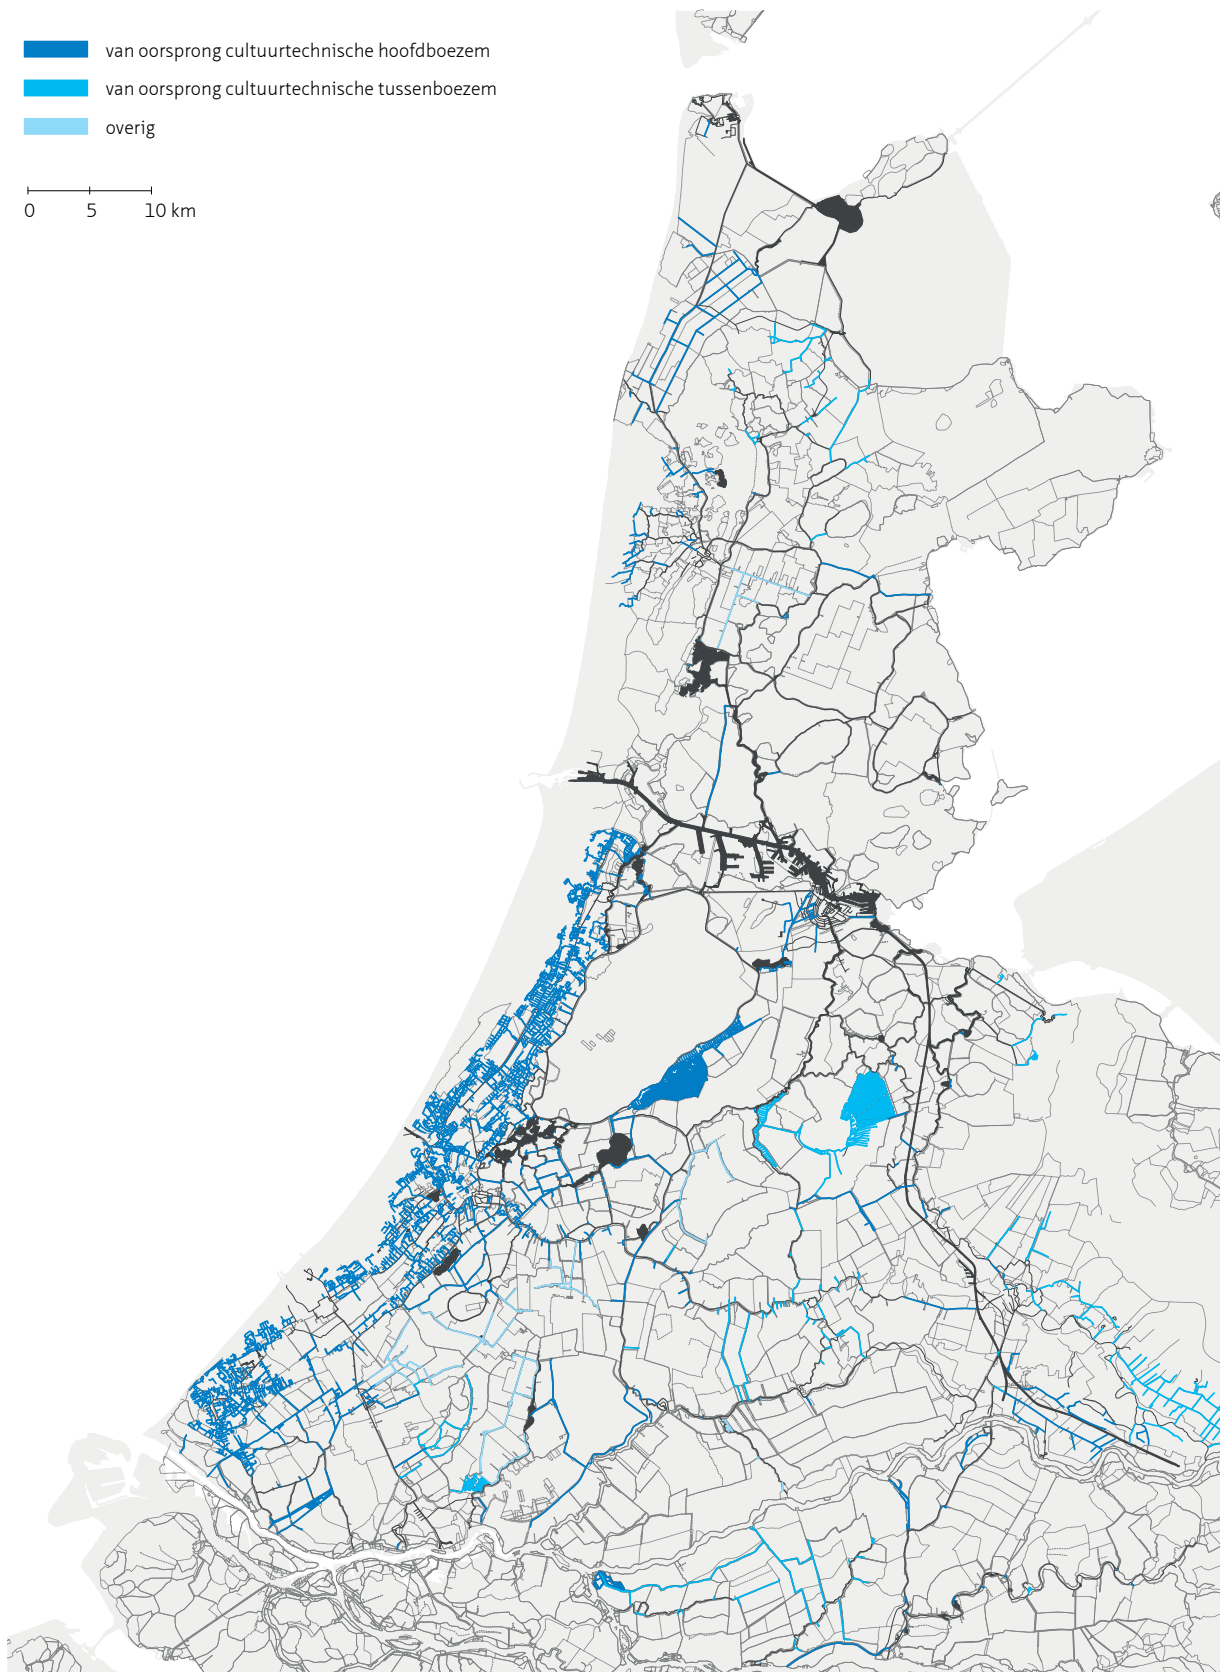 van oorsprong cultuurtechnische hoofdboezem
van oorsprong cultuurtechnische tussenboezem
overig
0 5 10 km